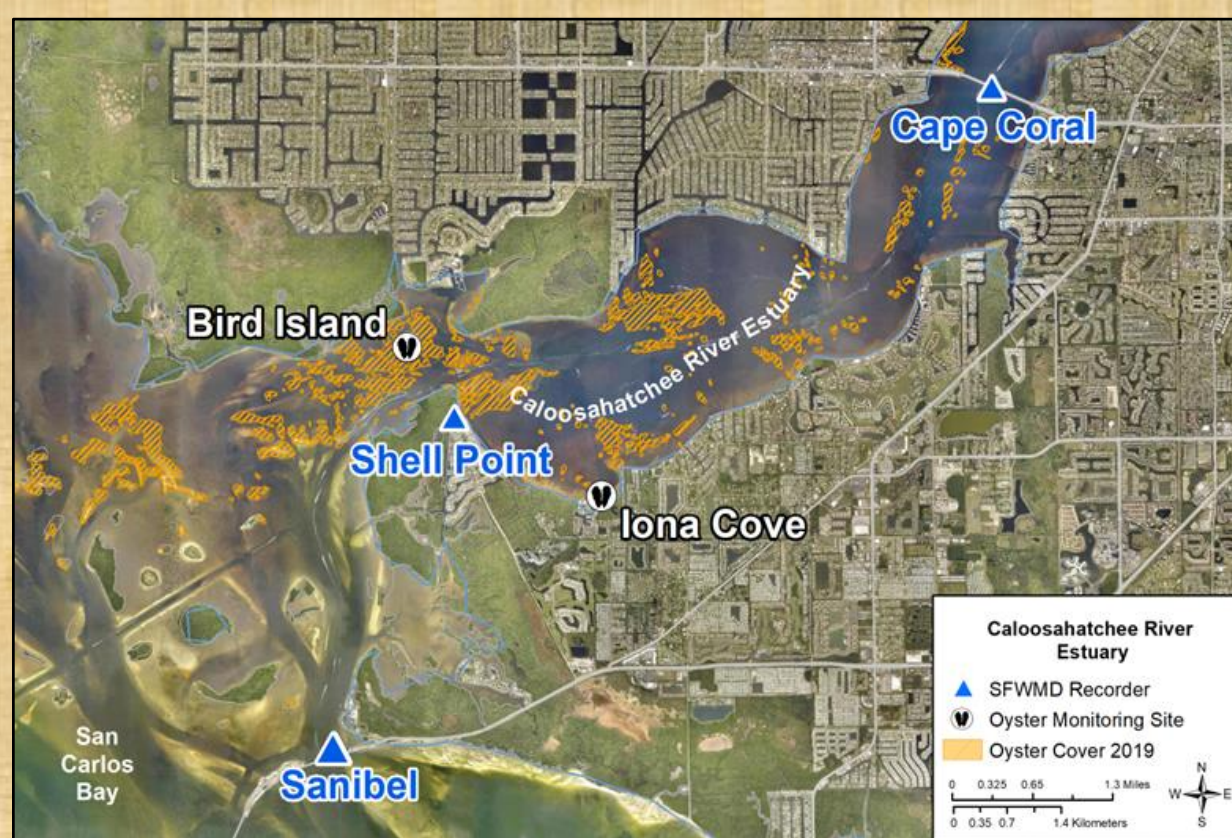 Cape Coral
Bird Island
Caloosahatchee River Estuary
Shell Point
Iona Cove
San
Carlos
Bay
Sanibel
Caloosahatchee River
Estuary
SFWMD Recorder
Oyster Monitoring Site
Oyster Cover 2019
0 0.325 0.65 1.3 Miles
0 0.35 0.7 1.4 Kilometers
N
W E
S